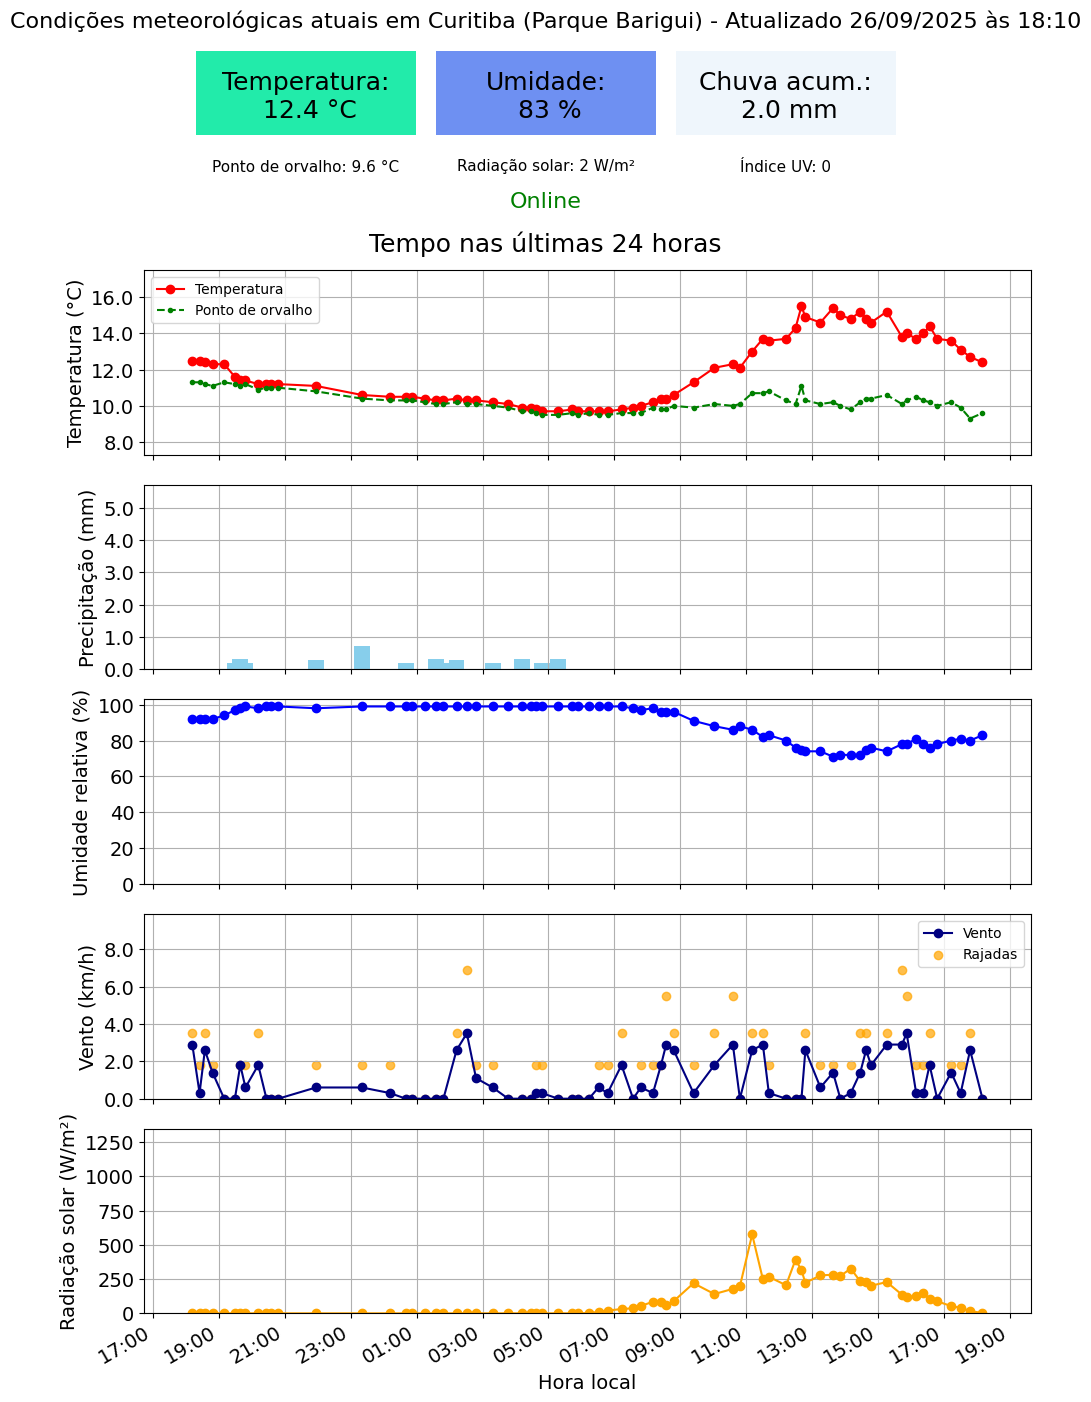 Condições meteorológicas atuais em Curitiba (Parque Barigui) - Atualizado 26/09/2025 às 18:10
Temperatura:
12.4 °C
Umidade:
83 %
Chuva acum.:
2.0 mm
Ponto de orvalho: 9.6 °C
Radiação solar: 2 W/m²
Índice UV: 0
Online
Tempo nas últimas 24 horas
Temperatura (°C)
16.0
14.0
12.0
10.0
8.0
Temperatura
Ponto de orvalho
Precipitação (mm)
5.0
4.0
3.0
2.0
1.0
0.0
Umidade relativa (%)
100
80
60
40
20
0
Vento (km/h)
8.0
6.0
4.0
2.0
0.0
Vento
Rajadas
Radiação solar (W/m²)
1250
1000
750
500
250
0
17:00
19:00
21:00
23:00
01:00
03:00
05:00
07:00
09:00
11:00
13:00
15:00
17:00
19:00
Hora local